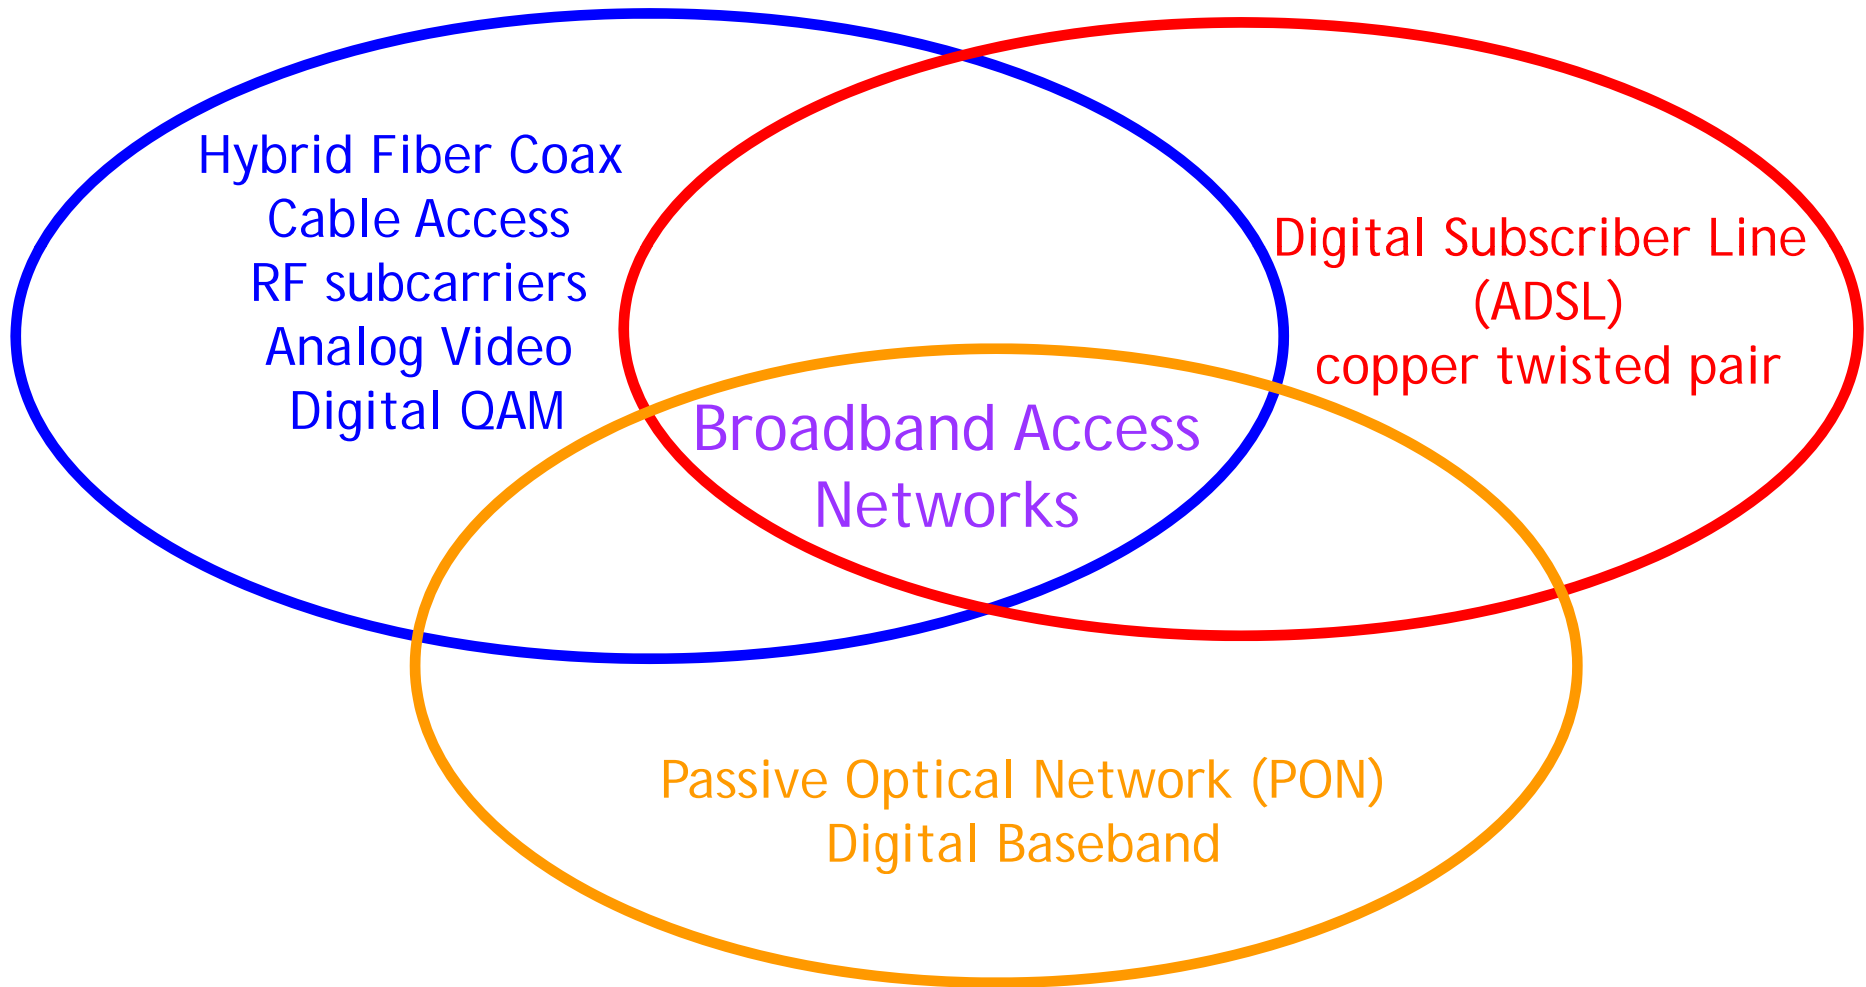 Hybrid Fiber Coax
Cable Access
RF subcarriers
Analog Video
Digital QAM
Digital Subscriber Line
(ADSL)
copper twisted pair
Broadband Access
Networks
Passive Optical Network (PON)
Digital Baseband